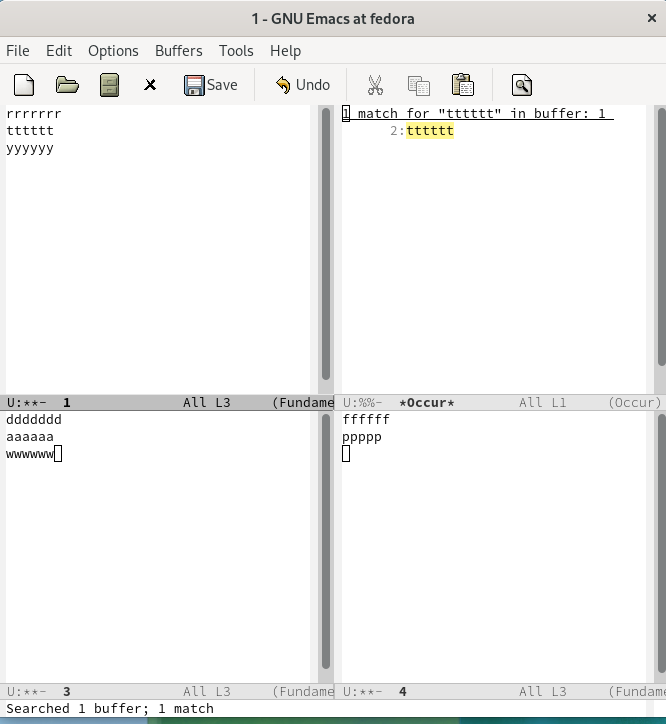 1 - GNU Emacs at fedora
File Edit Options Buffers Tools Help
Save Undo
rrrrrrr
tttttt
yyyyyy
U:**- 1 All L3 (Fundame
1 match for "tttttt" in buffer: 1
2:tttttt
U:%%- *Occur* All L1 (Occur)
ddddddd
aaaaaa
wwwwww
U:**- 3 All L3 (Fundame
ffffff
ppppp
U:**- 4 All L3 (Fundame
Searched 1 buffer; 1 match